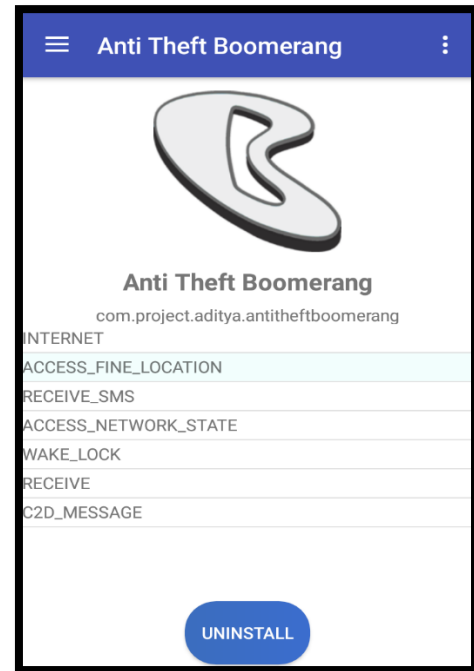 Anti Theft Boomerang
Anti Theft Boomerang
com.project.aditya.antitheftboomerang
INTERNET
ACCESS_FINE_LOCATION
RECEIVE_SMS
ACCESS_NETWORK_STATE
WAKE_LOCK
RECEIVE
C2D_MESSAGE
UNINSTALL